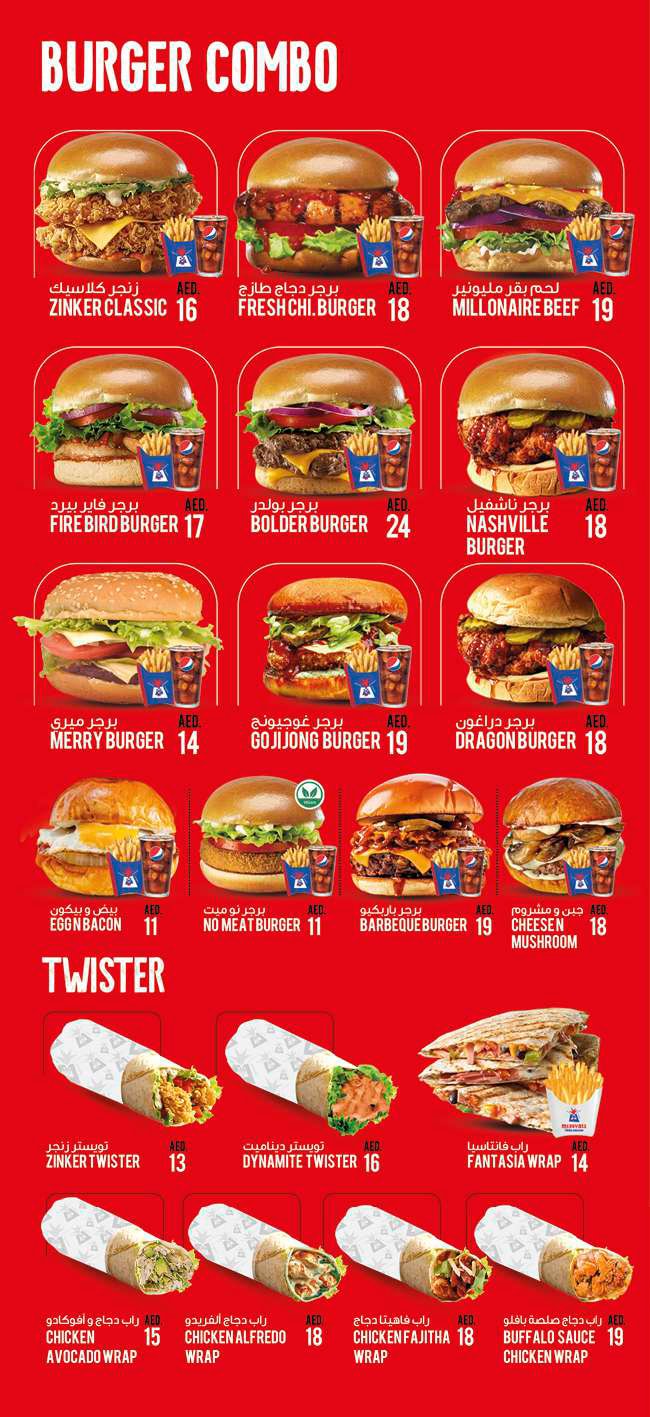 BURGER COMBO
زنجر كلاسيك AED.
ZINKER CLASSIC 16
برجر دجاج طازج AED.
FRESH CHI. BURGER 18
لحم بقر مليونير AED.
MILLONAIRE BEEF 19
برجر فاير بيرد AED.
FIRE BIRD BURGER 17
برجر بولدر AED.
BOLDER BURGER 24
برجر ناشفيل AED.
NASHVILLE 18
BURGER
برجر ميري AED.
MERRY BURGER 14
برجر غوجيونج AED.
GOJIJONG BURGER 19
برجر دراغون AED.
DRAGON BURGER 18
بيض و بيكون AED.
EGG N BACON 11
برجر نو ميت AED.
NO MEAT BURGER 11
برجر باربكيو AED.
BARBEQUE BURGER 19
جبن و مشروم AED.
CHEESE N 18
MUSHROOM
TWISTER
تويستر زنجر AED.
ZINKER TWISTER 13
تويستر ديناميت AED.
DYNAMITE TWISTER 16
راب فانتاسيا AED.
FANTASIA WRAP 14
راب دجاج و أفوكادو AED.
CHICKEN 15
AVOCADO WRAP
راب دجاج ألفريدو AED.
CHICKEN ALFREDO 18
WRAP
راب فاهيتا دجاج AED.
CHICKEN FAJITHA 18
WRAP
راب دجاج صلصة بافلو AED.
BUFFALO SAUCE 19
CHICKEN WRAP